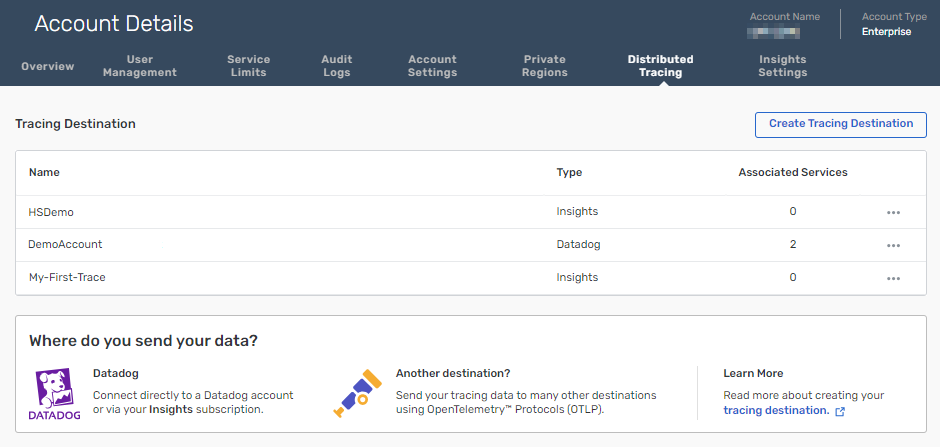 Account Details
Account Name
Account Type
Enterprise
Overview
User
Management
Service
Limits
Audit
Logs
Account
Settings
Private
Regions
Distributed
Tracing
Insights
Settings
Tracing Destination
Create Tracing Destination
Name Type Associated Services
HSDemo Insights 0
DemoAccount Datadog 2
My-First-Trace Insights 0
Where do you send your data?
DATADOG
Datadog
Connect directly to a Datadog account
or via your Insights subscription.
Another destination?
Send your tracing data to many other destinations
using OpenTelemetry™ Protocols (OTLP).
Learn More
Read more about creating your
tracing destination.